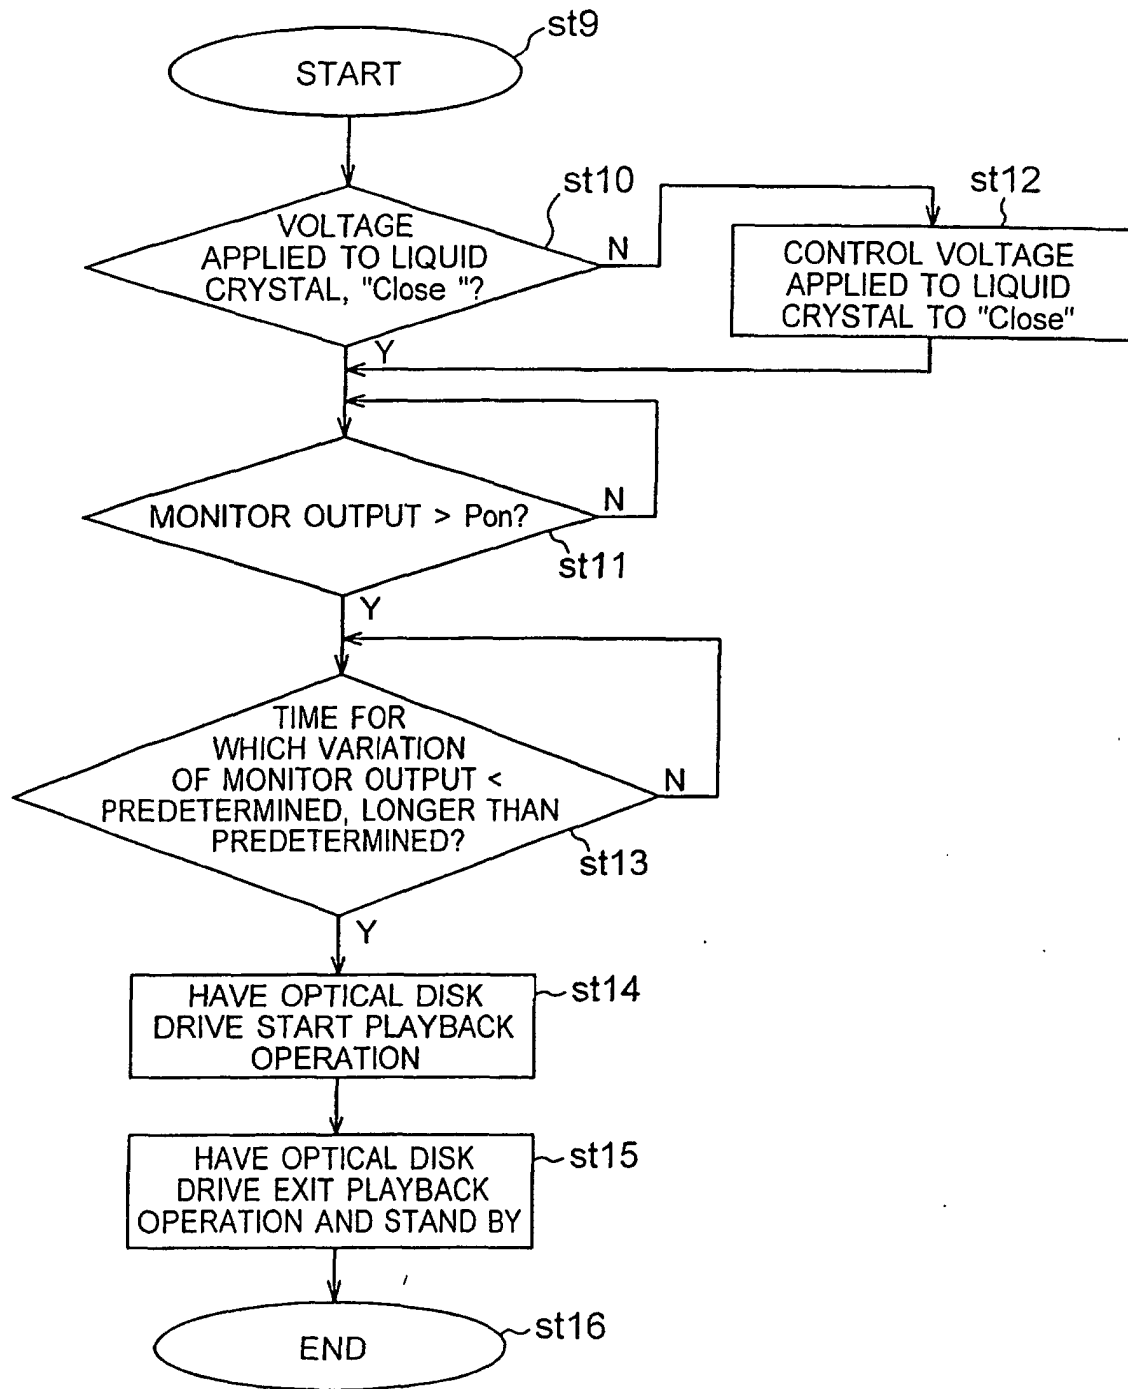 st9
START
st10
VOLTAGE
APPLIED TO LIQUID
CRYSTAL, "Close "?
N
Y
st12
CONTROL VOLTAGE
APPLIED TO LIQUID
CRYSTAL TO "Close"
MONITOR OUTPUT > Pon?
N
st11
Y
TIME FOR
WHICH VARIATION
OF MONITOR OUTPUT <
PREDETERMINED, LONGER THAN
PREDETERMINED?
N
st13
Y
HAVE OPTICAL DISK
DRIVE START PLAYBACK
OPERATION
st14
HAVE OPTICAL DISK
DRIVE EXIT PLAYBACK
OPERATION AND STAND BY
st15
END
st16